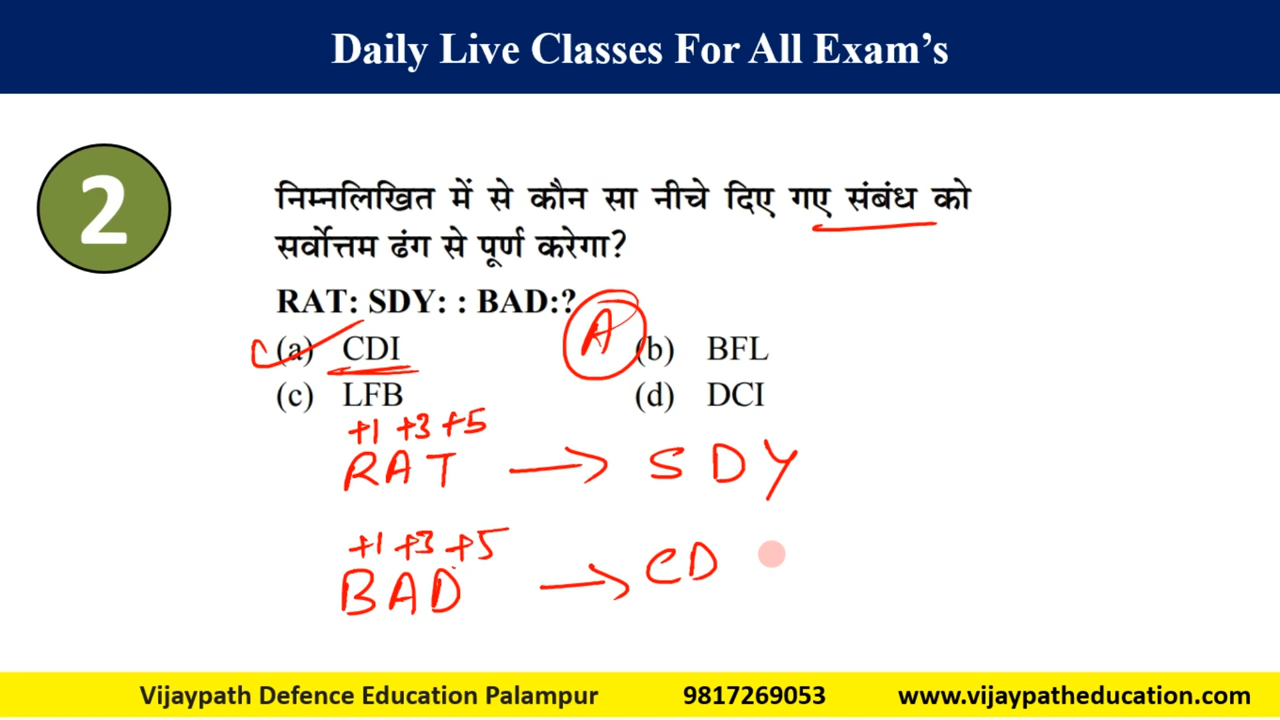 Daily Live Classes For All Exam's
2
निम्नलिखित में से कौन सा नीचे दिए गए संबंध को
सर्वोत्तम ढंग से पूर्ण करेगा?
RAT: SDY: : BAD:?
A
(a) CDI (b) BFL
(c) LFB (d) DCI
+1 +3 +5
RAT → SDY
+1 +3 +5
BAD → CD
Vijaypath Defence Education Palampur 9817269053 www.vijaypatheducation.com